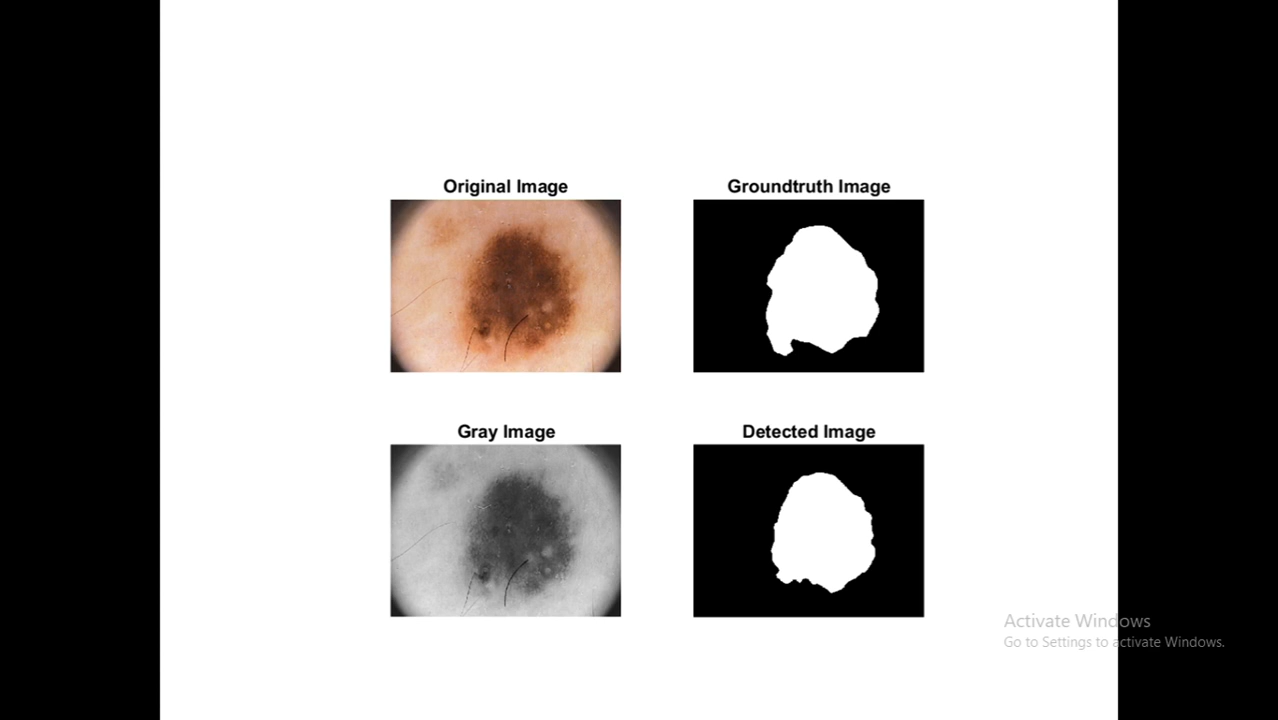 Original Image
Groundtruth Image
Gray Image
Detected Image
Activate Windows
Go to Settings to activate Windows.